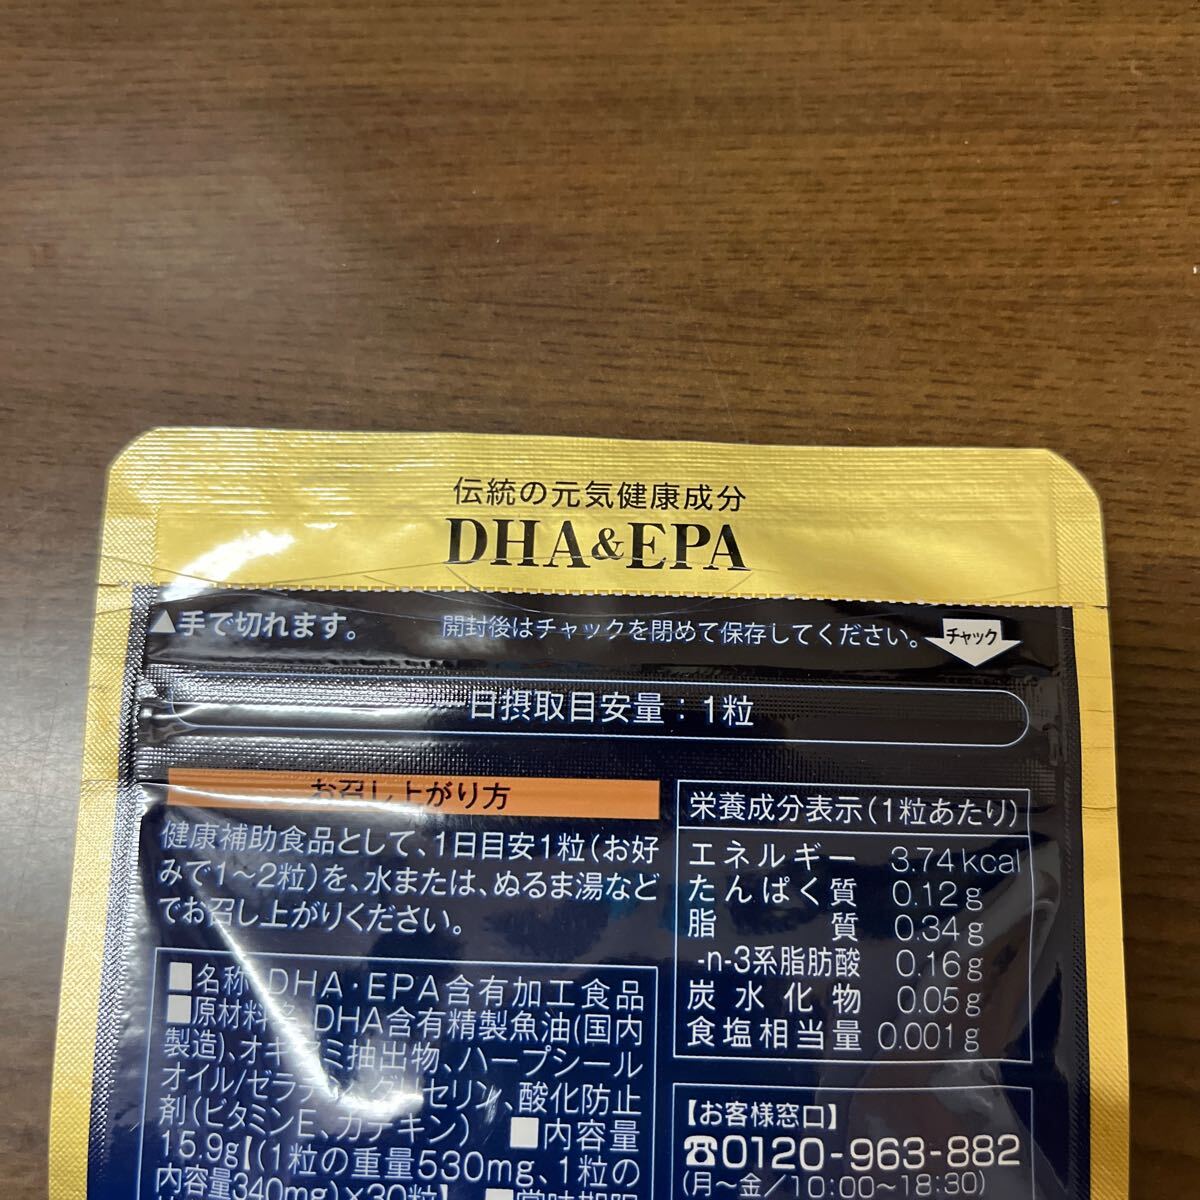 伝統の元気健康成分
DHA&EPA
▲手で切れます。
開封後はチャックを閉めて保存してください。
チャック
一日摂取目安量：1粒
お召し上がり方
健康補助食品として、1日目安1粒(お好
みで1〜2粒)を、水または、ぬるま湯など
でお召し上がりください。
■名称 DHA・EPA含有加工食品
■原材料名 DHA含有精製魚油(国内
製造)、オキアミ抽出物、ハープシール
オイル/ゼラチン、グリセリン、酸化防止
剤(ビタミンE、カテキン) ■内容量
15.9g【(1粒の重量530mg、1粒の
内容量340mg)×30粒】 ■賞味期限
栄養成分表示(1粒あたり)
エネルギー 3.74kcal
たんぱく質 0.12g
脂質 0.34g
-n-3系脂肪酸 0.16g
炭水化物 0.05g
食塩相当量 0.001g
【お客様窓口】
☎0120-963-882
(月〜金／10:00〜18:30)